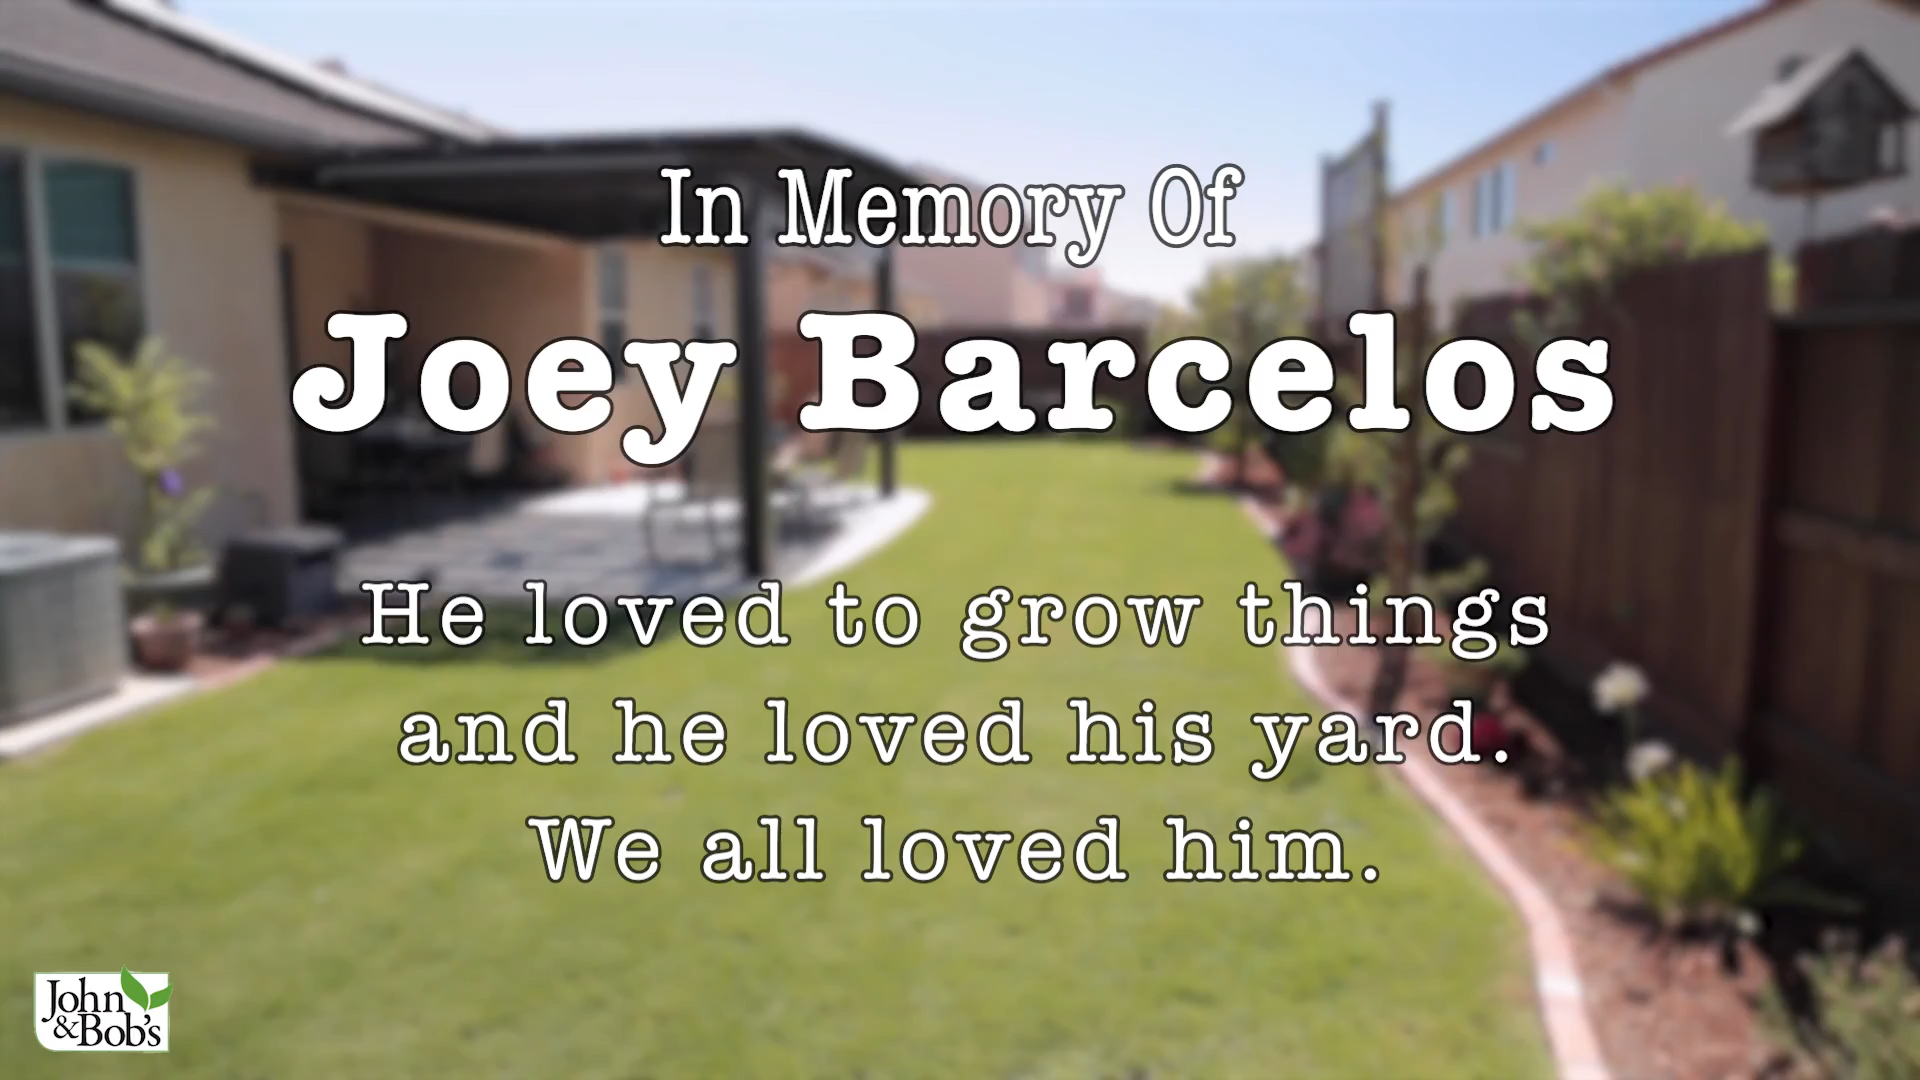 In Memory Of
Joey Barcelos
He loved to grow things
and he loved his yard.
We all loved him.
John
&Bob's